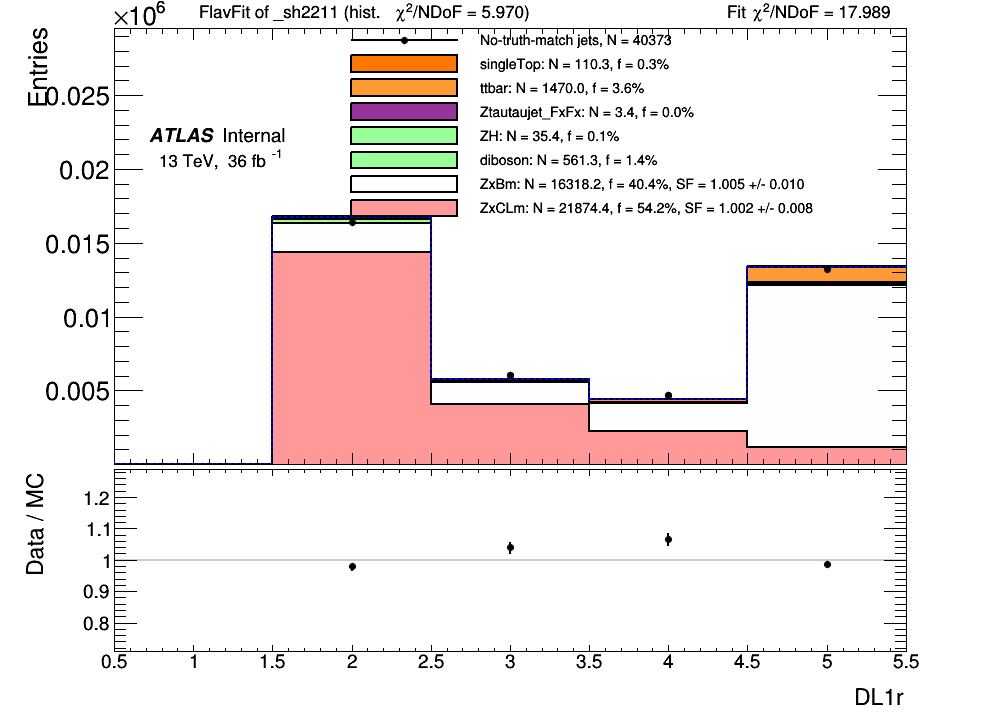 ×10⁶ FlavFit of _sh2211 (hist. χ²/NDoF = 5.970) Fit χ²/NDoF = 17.989
Entries
No-truth-match jets, N = 40373
singleTop: N = 110.3, f = 0.3%
ttbar: N = 1470.0, f = 3.6%
Ztautaujet_FxFx: N = 3.4, f = 0.0%
ZH: N = 35.4, f = 0.1%
diboson: N = 561.3, f = 1.4%
ZxBm: N = 16318.2, f = 40.4%, SF = 1.005 +/- 0.010
ZxCLm: N = 21874.4, f = 54.2%, SF = 1.002 +/- 0.008
ATLAS Internal
13 TeV, 36 fb⁻¹
0.025
0.02
0.015
0.01
0.005
Data / MC
1.2
1.1
1
0.9
0.8
0.5 1 1.5 2 2.5 3 3.5 4 4.5 5 5.5
DL1r